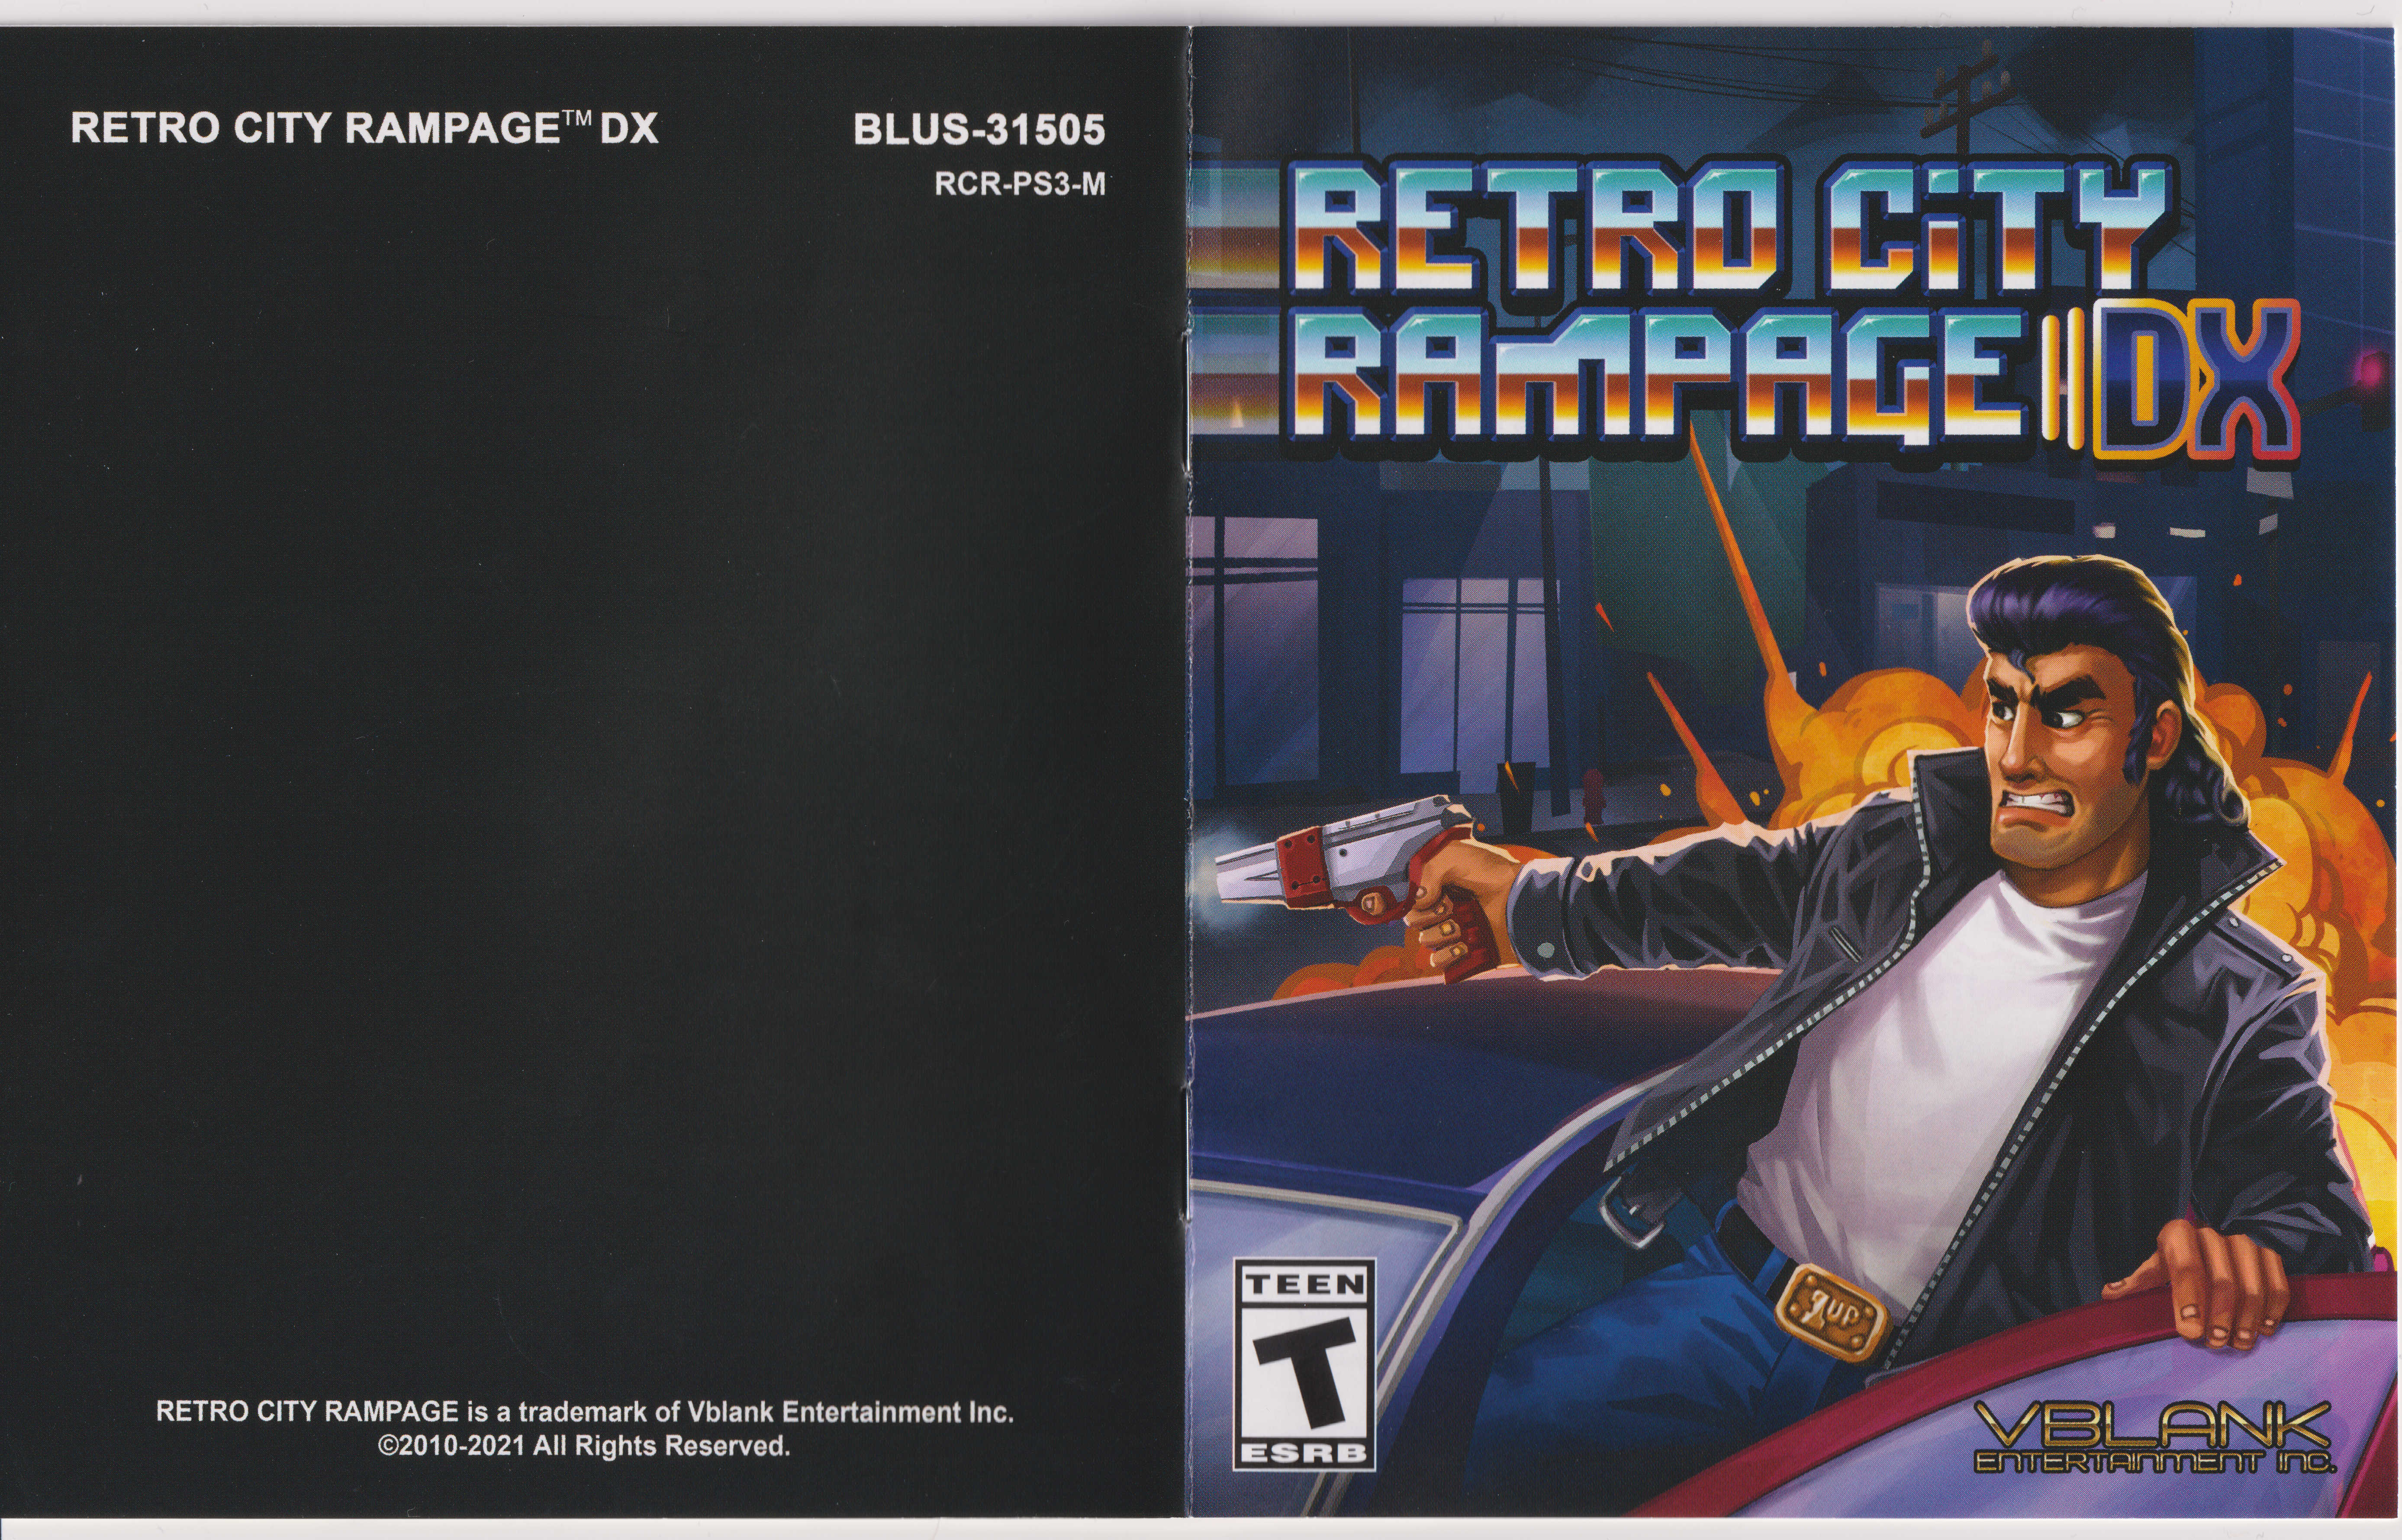 RETRO CITY RAMPAGE™ DX
BLUS-31505
RCR-PS3-M
RETRO CITY RAMPAGE is a trademark of Vblank Entertainment Inc.
©2010-2021 All Rights Reserved.
RETRO CiTY
RAMPAGE DX
1UP
TEEN
T
ESRB
VBLANK
ENTERTAINMENT INC.